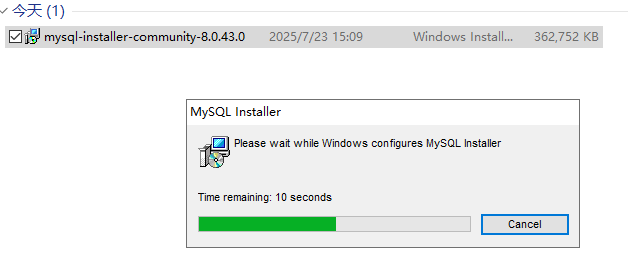 今天 (1)
mysql-installer-community-8.0.43.0 2025/7/23 15:09 Windows Install... 362,752 KB
MySQL Installer
Please wait while Windows configures MySQL Installer
Time remaining: 10 seconds
Cancel